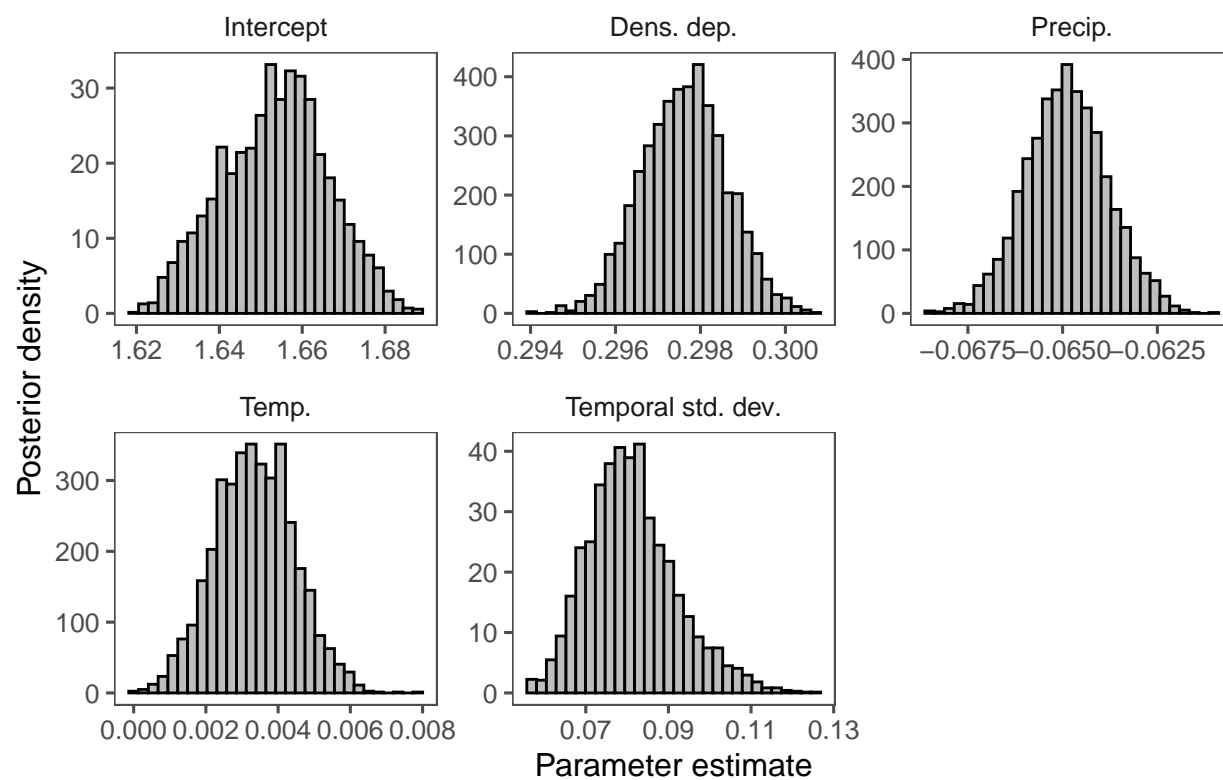 Intercept
Dens. dep.
Precip.
30
20
10
0
1.62 1.64 1.66 1.68
400
300
200
100
0
0.294 0.296 0.298 0.300
400
300
200
100
0
−0.0675 −0.0650 −0.0625
Posterior density
Temp.
Temporal std. dev.
300
200
100
0
0.000 0.002 0.004 0.006 0.008
40
30
20
10
0
0.07 0.09 0.11 0.13
Parameter estimate